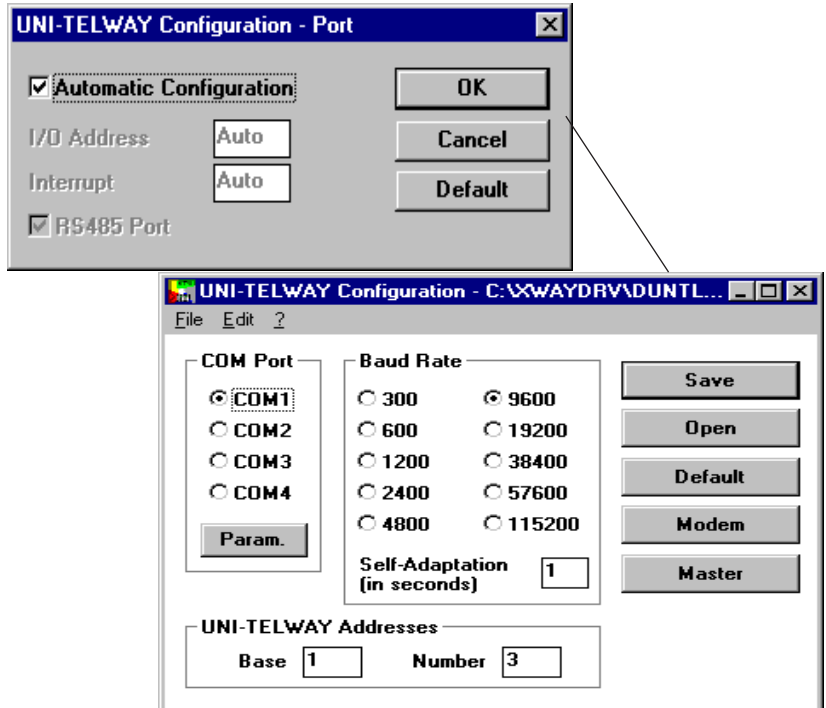 UNI-TELWAY Configuration - Port
Automatic Configuration
OK
I/O Address Auto
Cancel
Interrupt Auto
Default
RS485 Port
UNI-TELWAY Configuration - C:\XWAYDRV\DUNTL...
File Edit ?
COM Port
COM1
COM2
COM3
COM4
Param.
Baud Rate
300 9600
600 19200
1200 38400
2400 57600
4800 115200
Self-Adaptation
(in seconds) 1
Save
Open
Default
Modem
Master
UNI-TELWAY Addresses
Base 1 Number 3